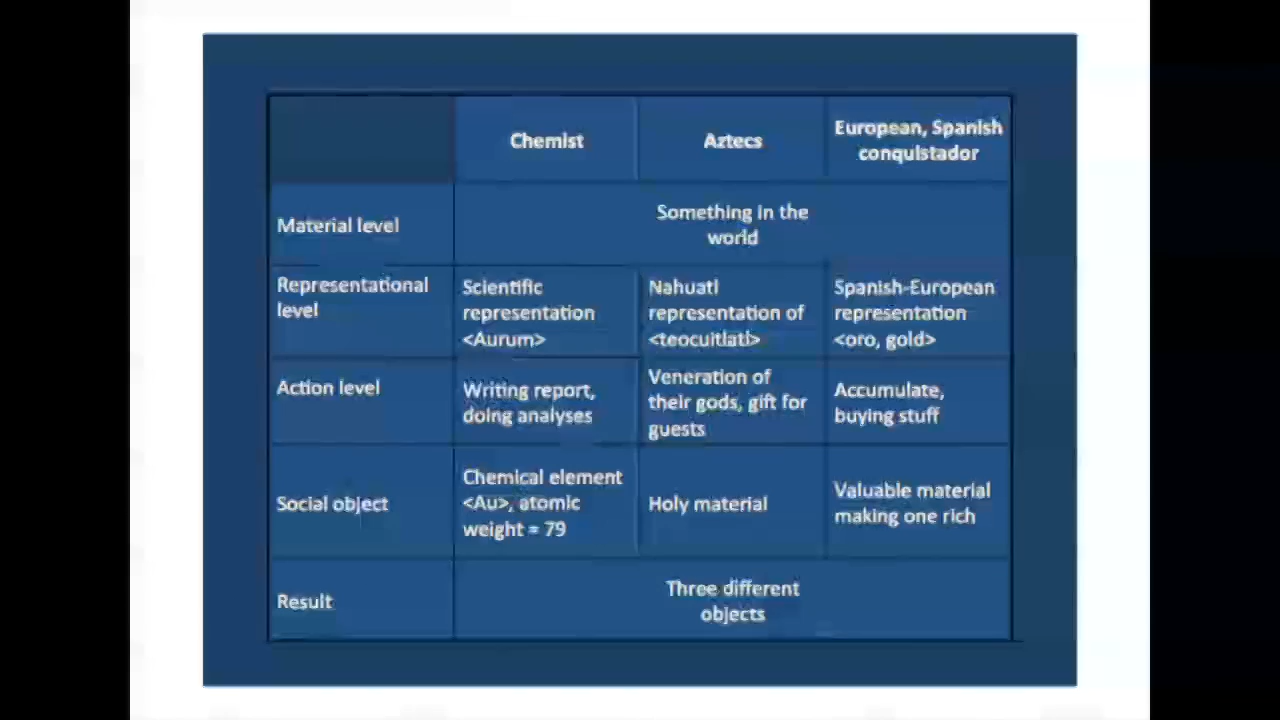 Chemist
Aztecs
European, Spanish
conquistador
Material level
Something in the
world
Representational
level
Scientific
representation
<Aurum>
Nahuatl
representation of
<teocuitlatl>
Spanish-European
representation
<oro, gold>
Action level
Writing report,
doing analyses
Veneration of
their gods, gift for
guests
Accumulate,
buying stuff
Social object
Chemical element
<Au>, atomic
weight = 79
Holy material
Valuable material
making one rich
Result
Three different
objects